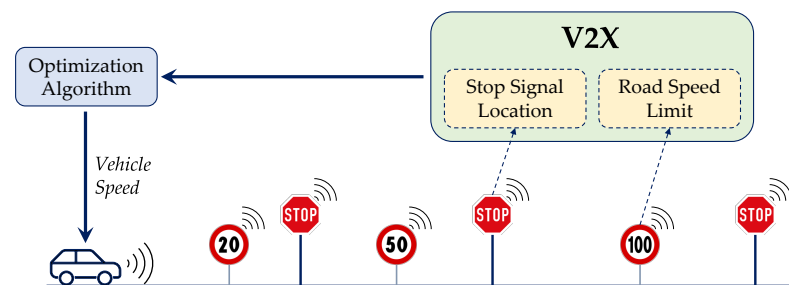 V2X
Optimization
Algorithm
Stop Signal
Location
Road Speed
Limit
Vehicle
Speed
20
STOP
50
STOP
100
STOP